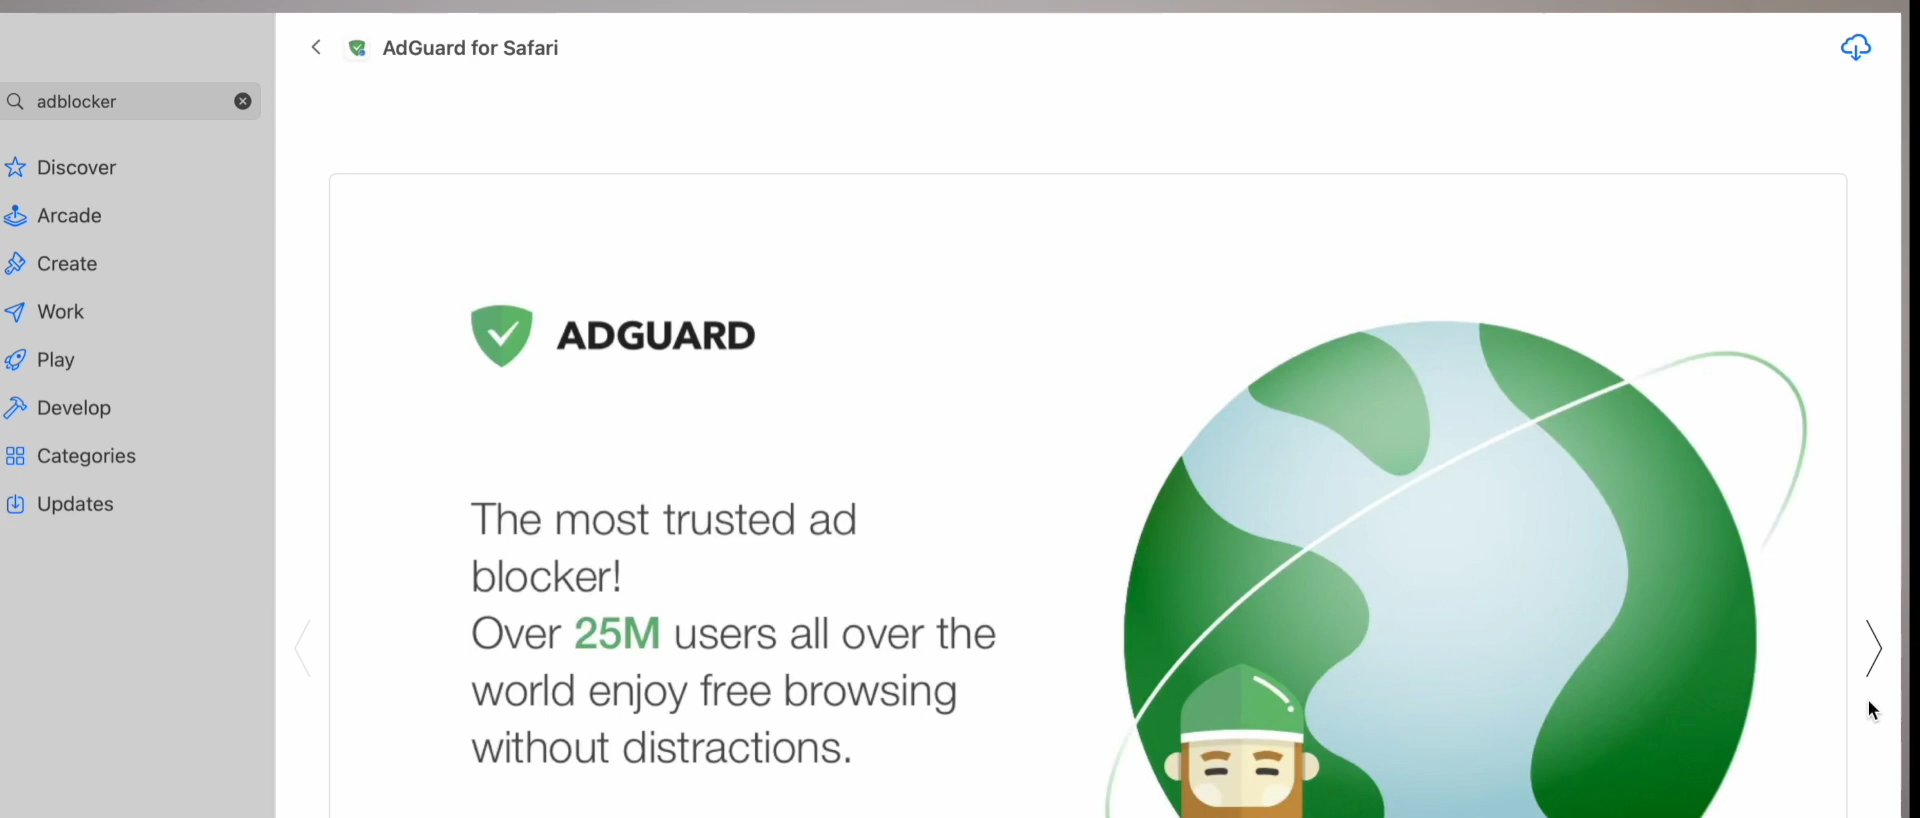 AdGuard for Safari
adblocker
Discover
Arcade
Create
Work
Play
Develop
Categories
Updates
ADGUARD
The most trusted ad
blocker!
Over 25M users all over the
world enjoy free browsing
without distractions.